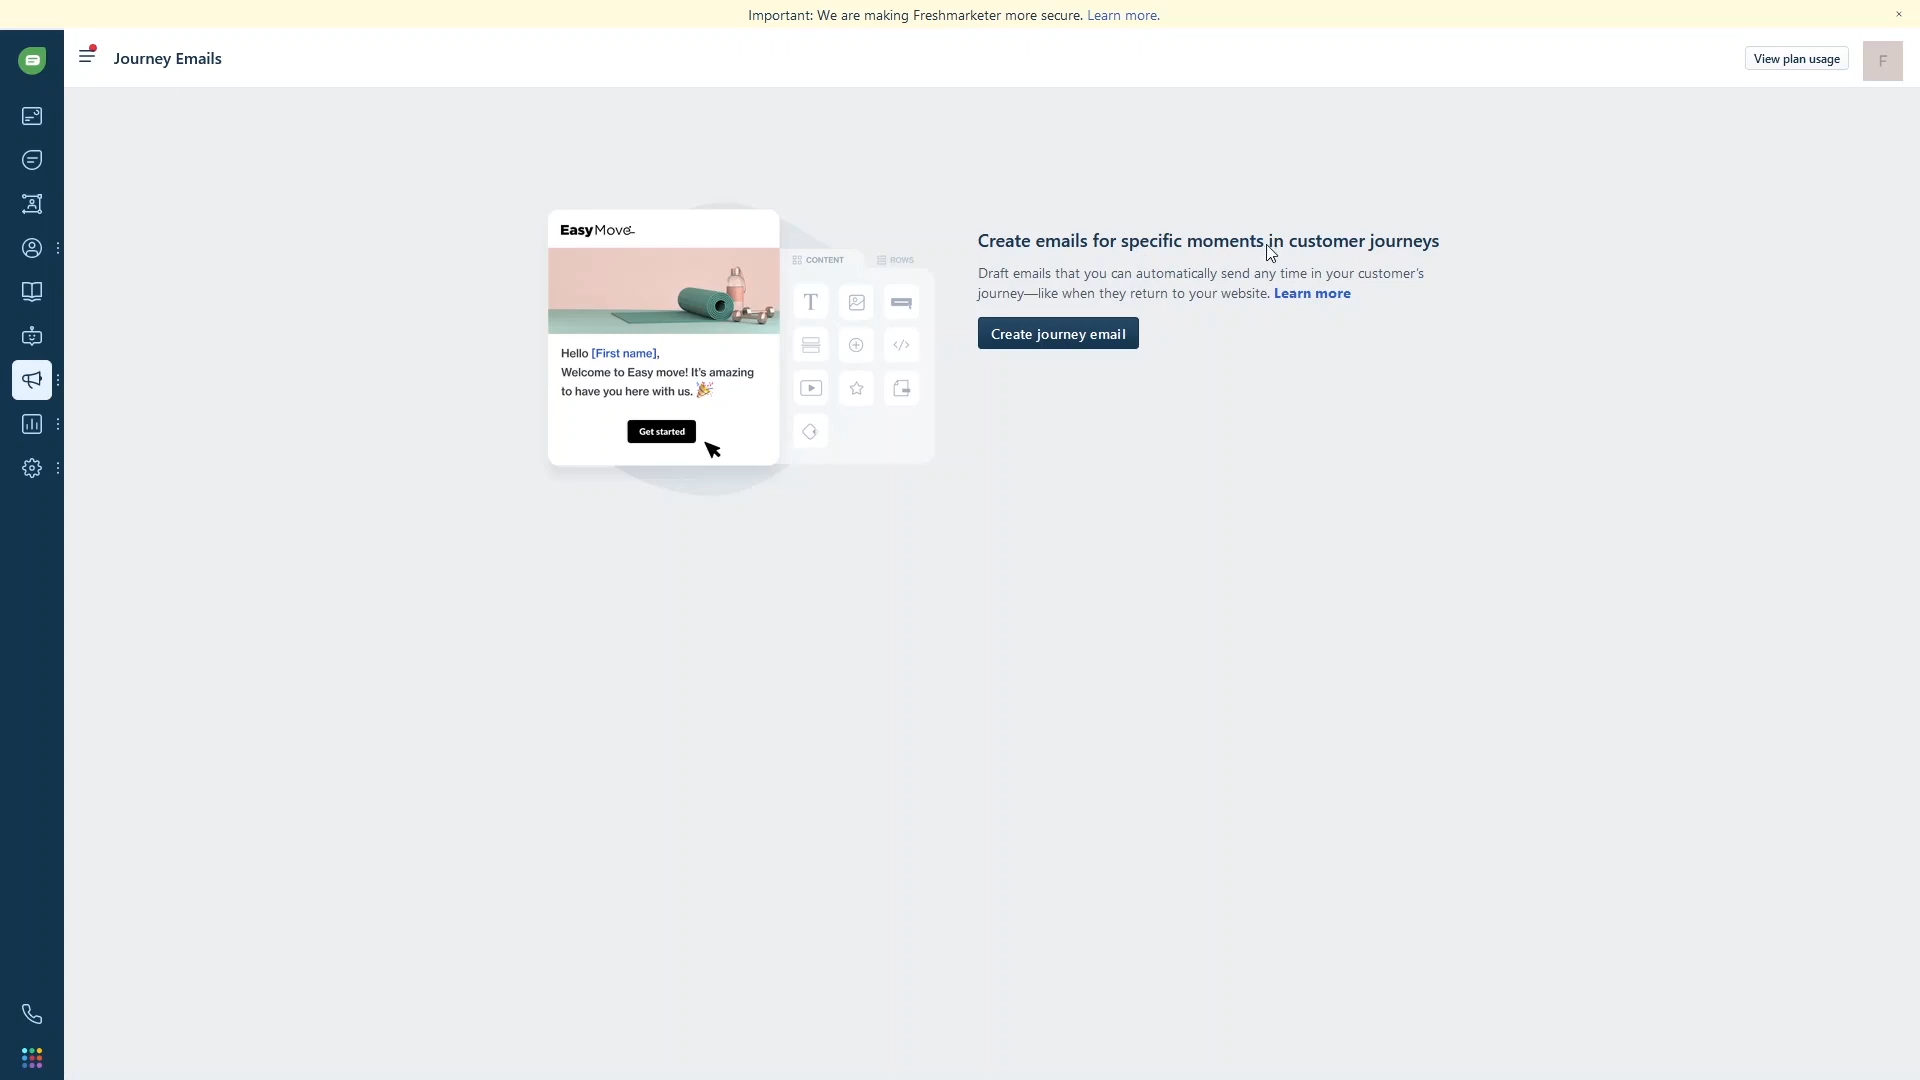 Important: We are making Freshmarketer more secure. Learn more.
Journey Emails
View plan usage
F
EasyMove
CONTENT
ROWS
T
Hello [First name],
Welcome to Easy move! It's amazing
to have you here with us.
Get started
Create emails for specific moments in customer journeys
Draft emails that you can automatically send any time in your customer's
journey—like when they return to your website. Learn more
Create journey email